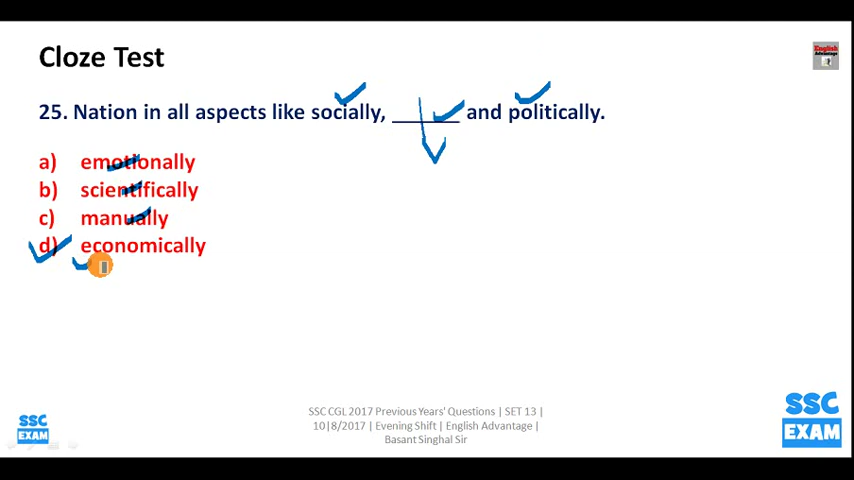 Cloze Test
English
Advantage
25. Nation in all aspects like socially, ______ and politically.
a) emotionally
b) scientifically
c) manually
d) economically
SSC CGL 2017 Previous Years' Questions | SET 13 |
10|8/2017 | Evening Shift | English Advantage |
Basant Singhal Sir
SSC
EXAM
SSC
EXAM